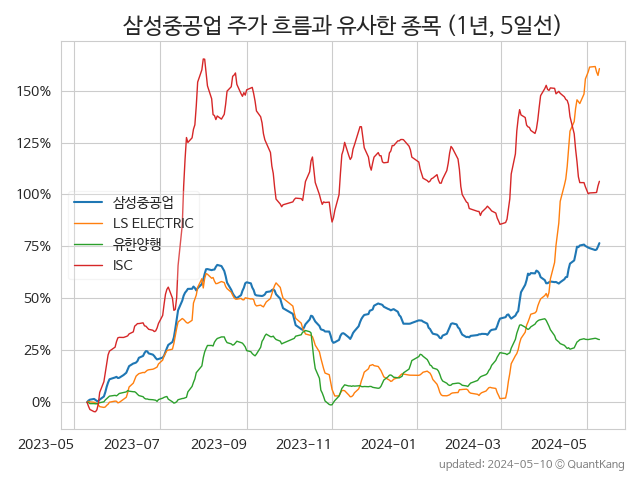 삼성중공업 주가 흐름과 유사한 종목 (1년, 5일선)
150%
125%
100%
75%
50%
25%
0%
삼성중공업
LS ELECTRIC
유한양행
ISC
2023-05
2023-07
2023-09
2023-11
2024-01
2024-03
2024-05
updated: 2024-05-10 © QuantKang